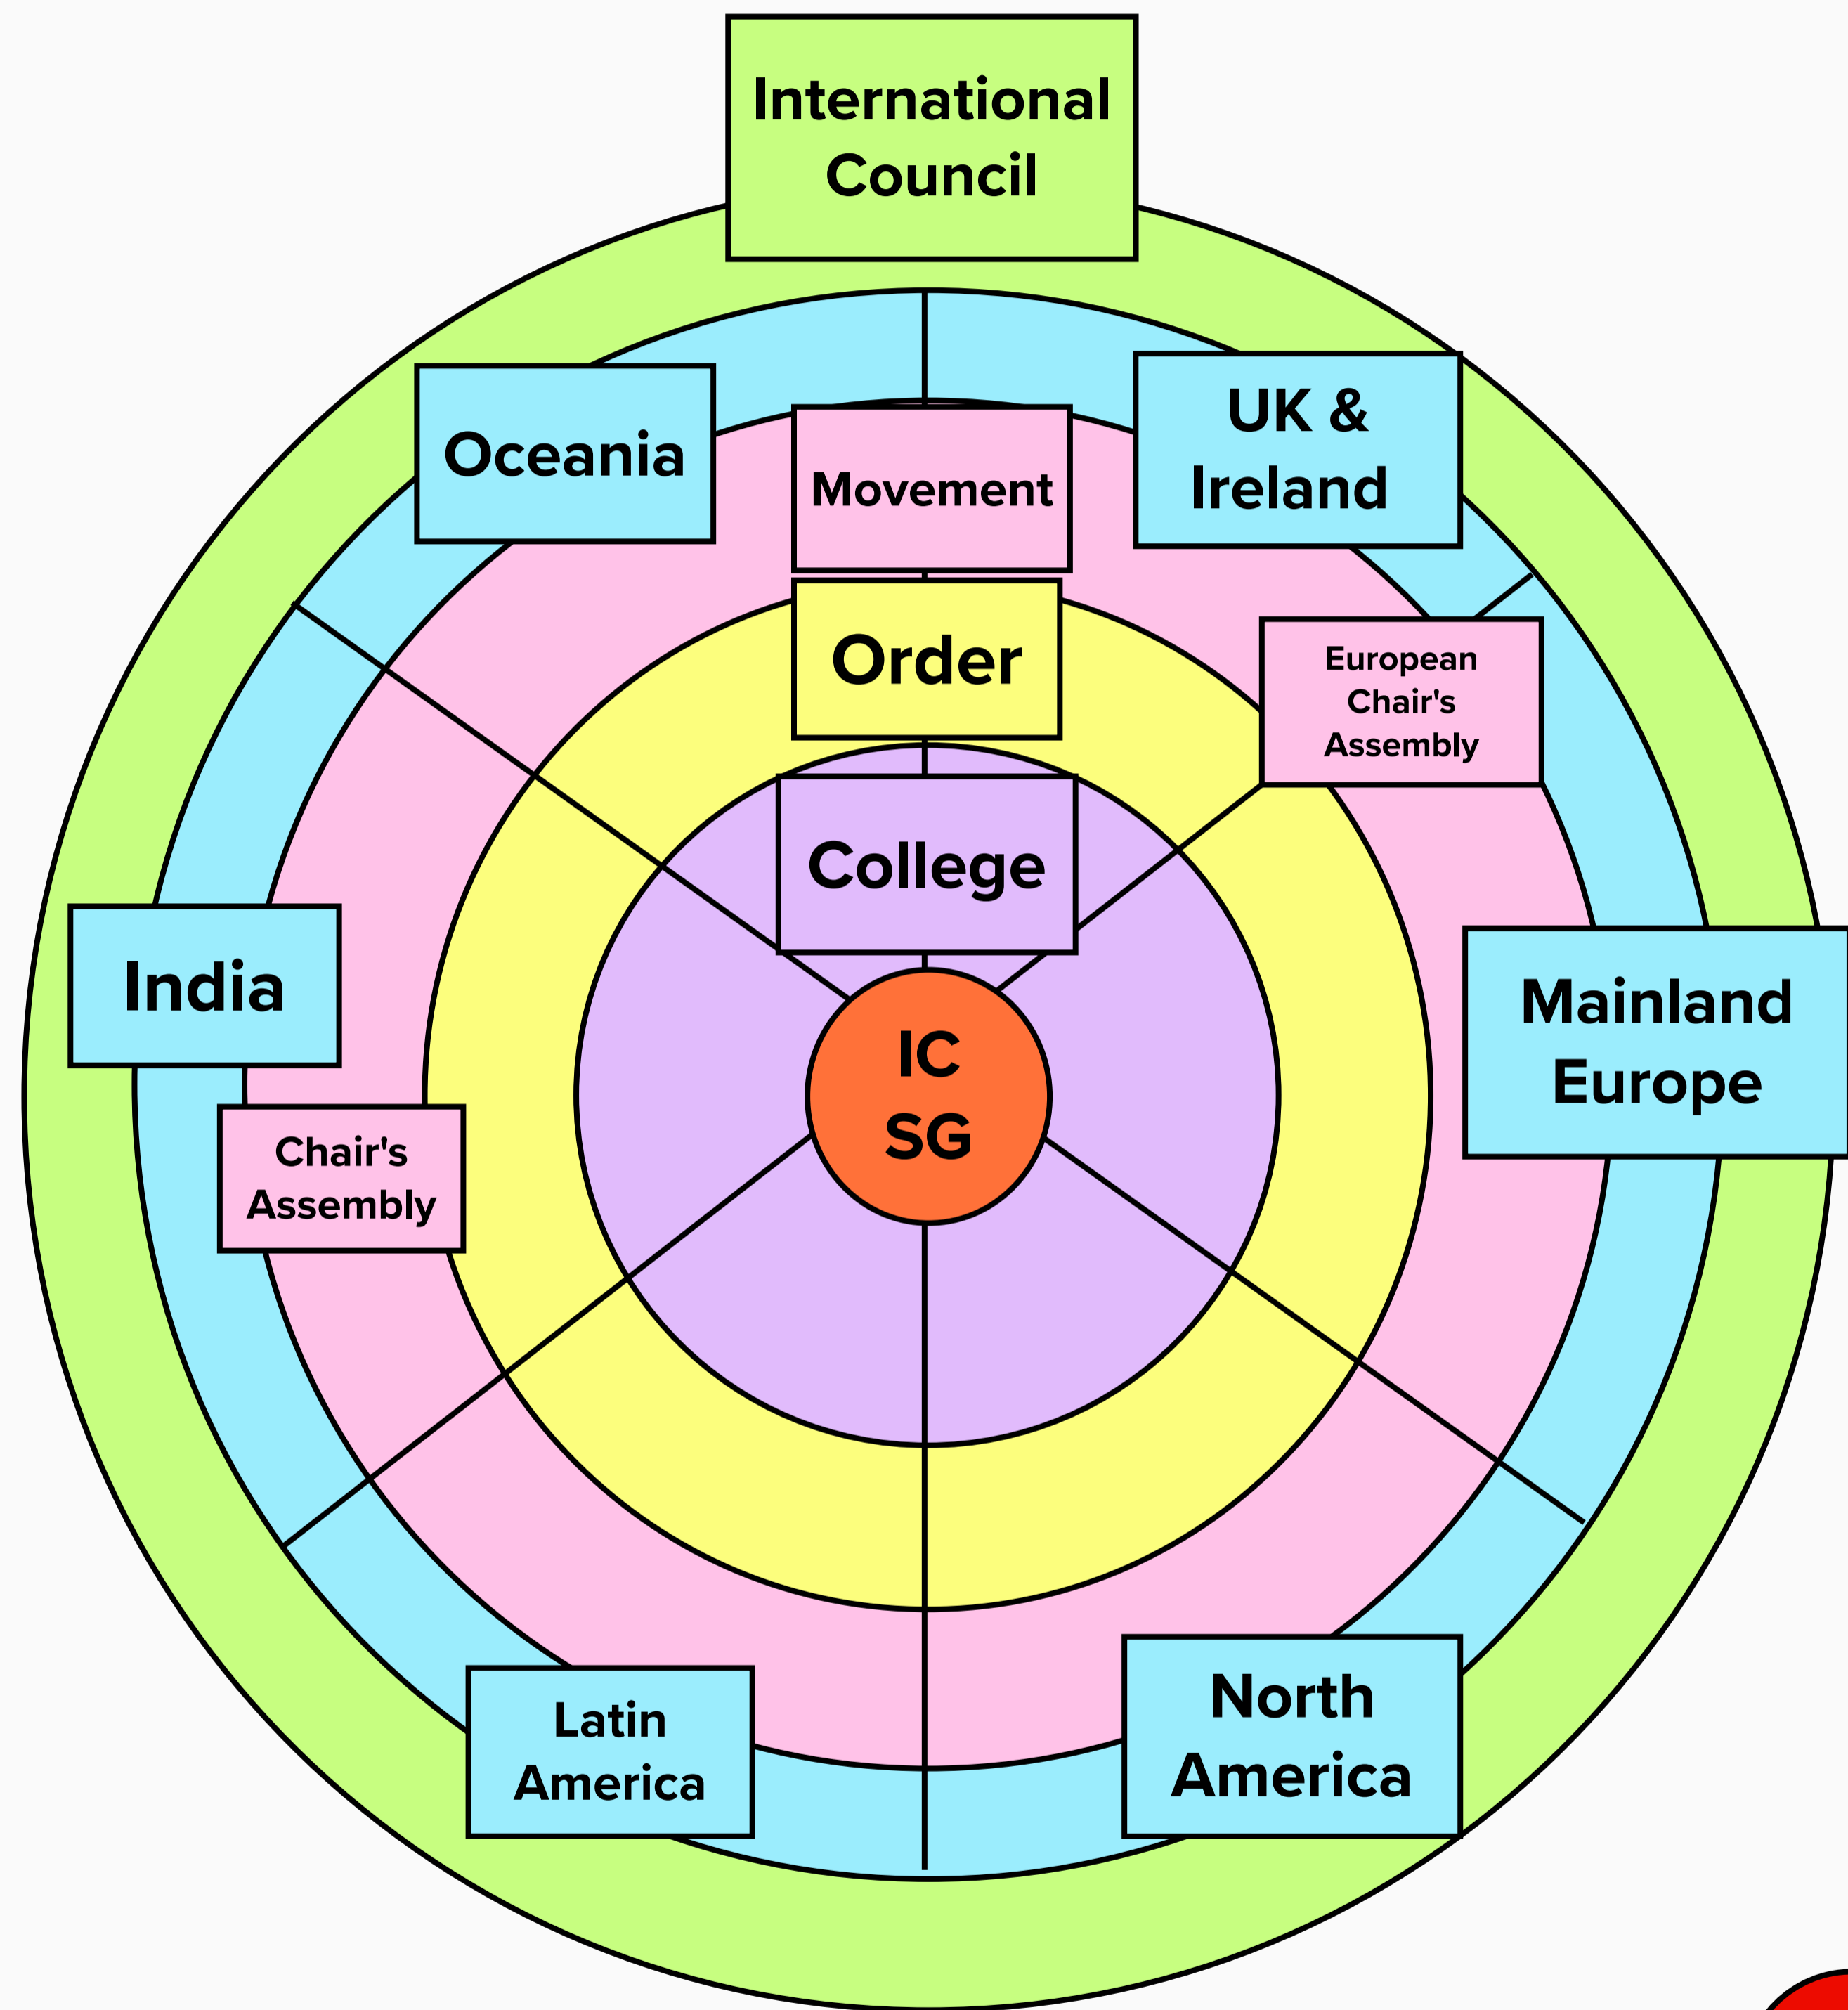 International
Council
Oceania
UK &
Ireland
Movement
Order
European
Chair's
Assembly
College
India
Mainland
Europe
IC
SG
Chair's
Assembly
Latin
America
North
America